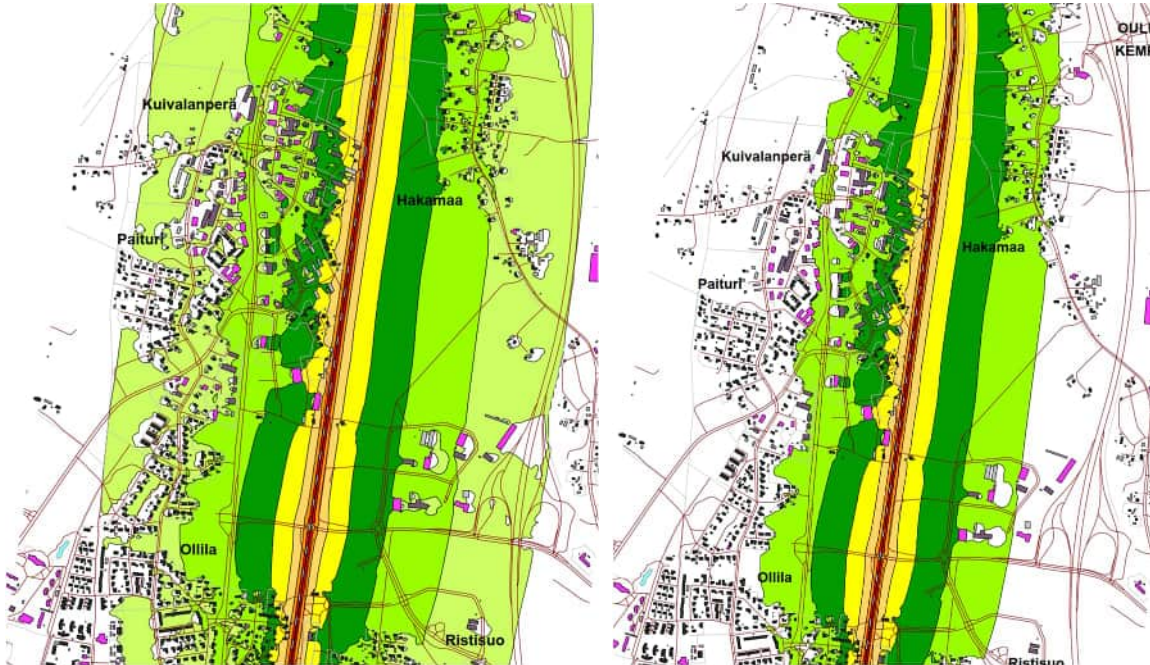 Kuivalanperä
Hakamaa
Paituri
Ollila
Ristisuo
Kuivalanperä
Hakamaa
Paituri
Ollila
Ristisuo